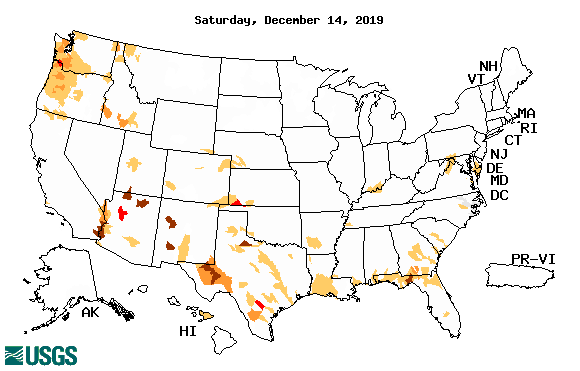 Saturday, December 14, 2019
NH
VT
MA
RI
CT
NJ
DE
MD
DC
PR-VI
AK
HI
USGS